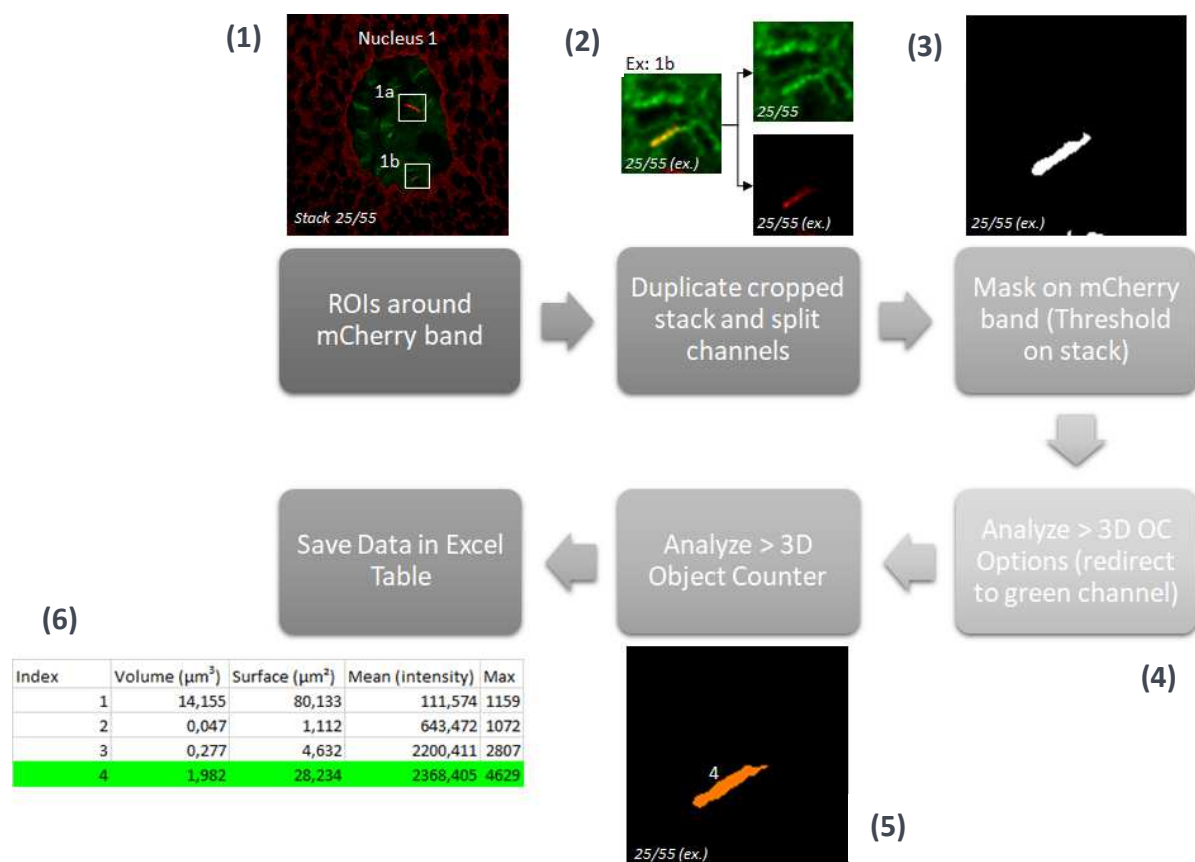 (1)
Nucleus 1
1a
1b
Stack 25/55
(2)
Ex: 1b
25/55 (ex.)
25/55
25/55 (ex.)
(3)
25/55 (ex.)
ROIs around
mCherry band
Duplicate cropped
stack and split
channels
Mask on mCherry
band (Threshold
on stack)
Analyze > 3D OC
Options (redirect
to green channel)
(4)
Analyze > 3D
Object Counter
4
25/55 (ex.)
(5)
Save Data in Excel
Table
(6)
Index Volume (µm³) Surface (µm²) Mean (intensity) Max
1 14,155 80,133 111,574 1159
2 0,047 1,112 643,472 1072
3 0,277 4,632 2200,411 2807
4 1,982 28,234 2368,405 4629